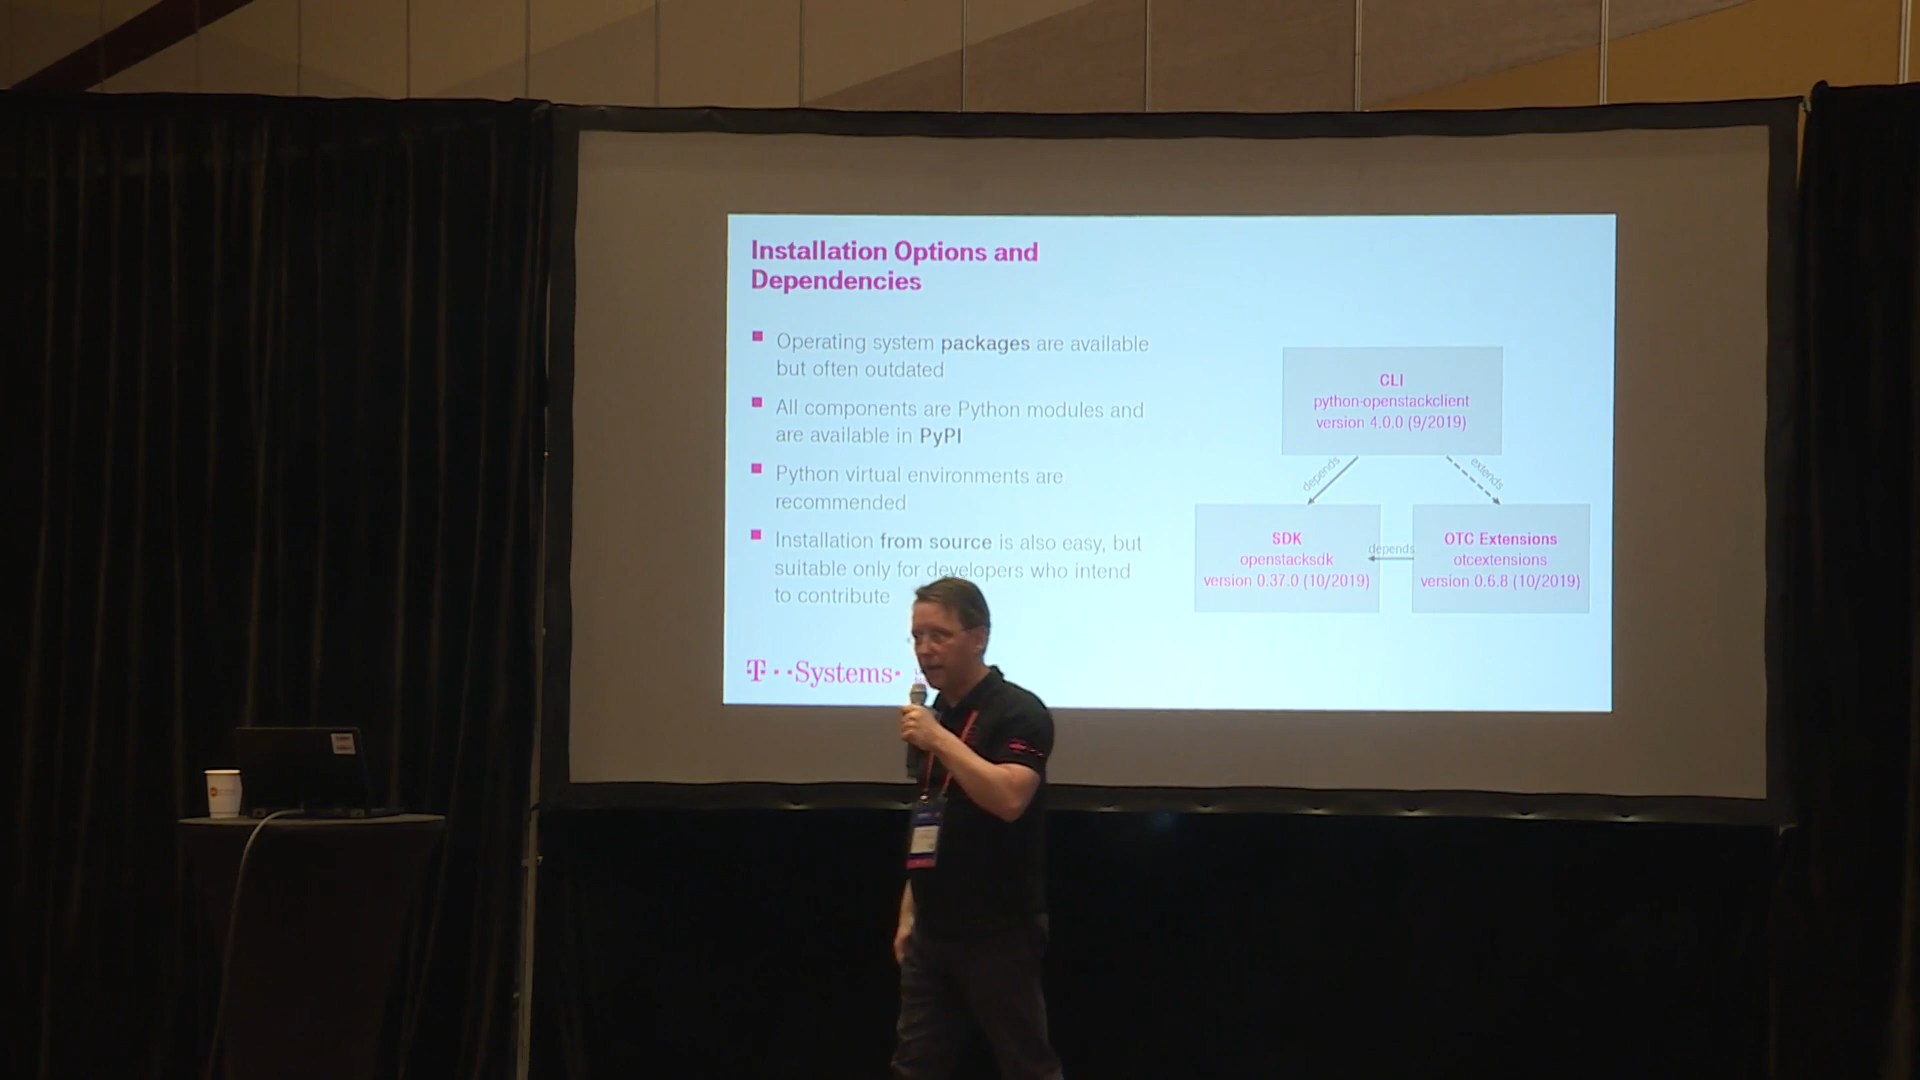 Installation Options and
Dependencies
Operating system packages are available
but often outdated
All components are Python modules and
are available in PyPI
Python virtual environments are
recommended
Installation from source is also easy, but
suitable only for developers who intend
to contribute
CLI
python-openstackclient
version 4.0.0 (9/2019)
depends
extends
SDK
openstacksdk
version 0.37.0 (10/2019)
depends
OTC Extensions
otcextensions
version 0.6.8 (10/2019)
T··Systems·